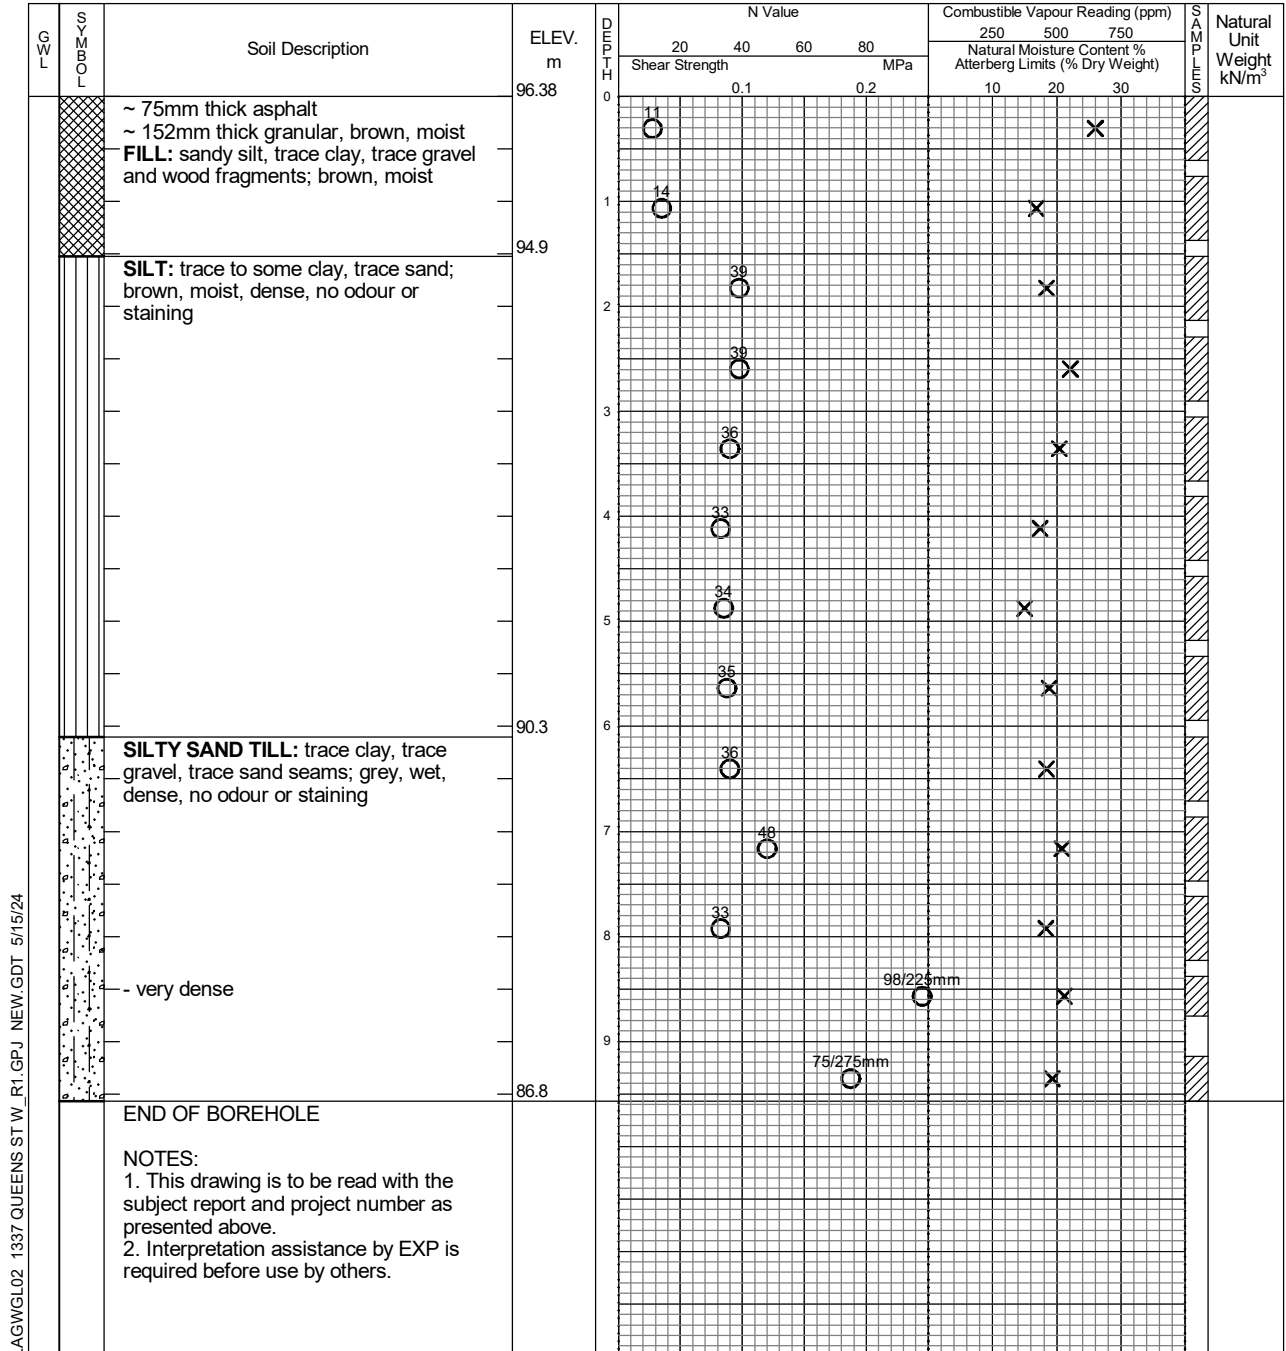 GWL
SYMBOL
Soil Description
ELEV.
m
DEPTH
N Value
20 40 60 80
Shear Strength MPa
0.1 0.2
Combustible Vapour Reading (ppm)
250 500 750
Natural Moisture Content %
Atterberg Limits (% Dry Weight)
10 20 30
SAMPLES
Natural
Unit
Weight
kN/m³
96.38
0
~ 75mm thick asphalt
~ 152mm thick granular, brown, moist
FILL: sandy silt, trace clay, trace gravel
and wood fragments; brown, moist
11
14
1
94.9
SILT: trace to some clay, trace sand;
brown, moist, dense, no odour or
staining
39
2
39
3
36
4
33
34
5
35
6
90.3
SILTY SAND TILL: trace clay, trace
gravel, trace sand seams; grey, wet,
dense, no odour or staining
36
7
48
33
8
- very dense
98/225mm
9
75/275mm
86.8
END OF BOREHOLE
NOTES:
1. This drawing is to be read with the
subject report and project number as
presented above.
2. Interpretation assistance by EXP is
required before use by others.
AGWGL02 1337 QUEENS ST W_R1.GPJ NEW.GDT 5/15/24